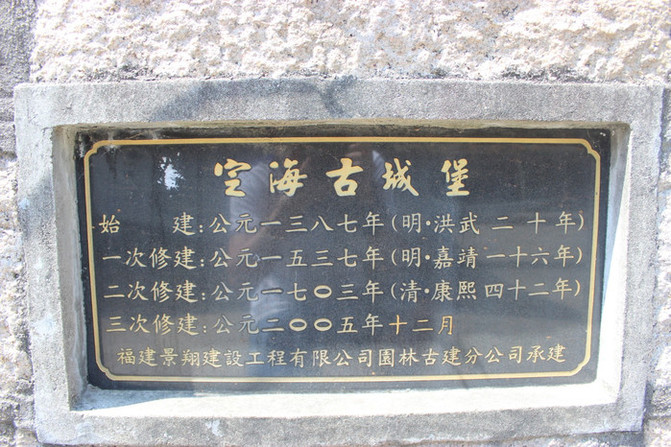 定海古城堡
始 建:公元一三八七年(明·洪武二十年)
一次修建:公元一五三七年(明·嘉靖一十六年)
二次修建:公元一七〇三年(清·康熙四十二年)
三次修建:公元二〇〇五年十二月
福建景翔建設工程有限公司園林古建分公司承建